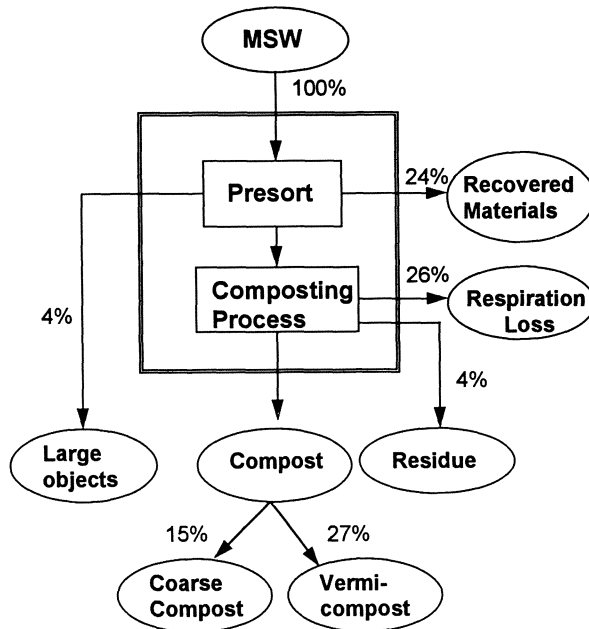 MSW
100%
Presort
24%
Recovered
Materials
Composting
Process
26%
Respiration
Loss
4%
4%
Large
objects
Compost
Residue
15%
27%
Coarse
Compost
Vermi-
compost